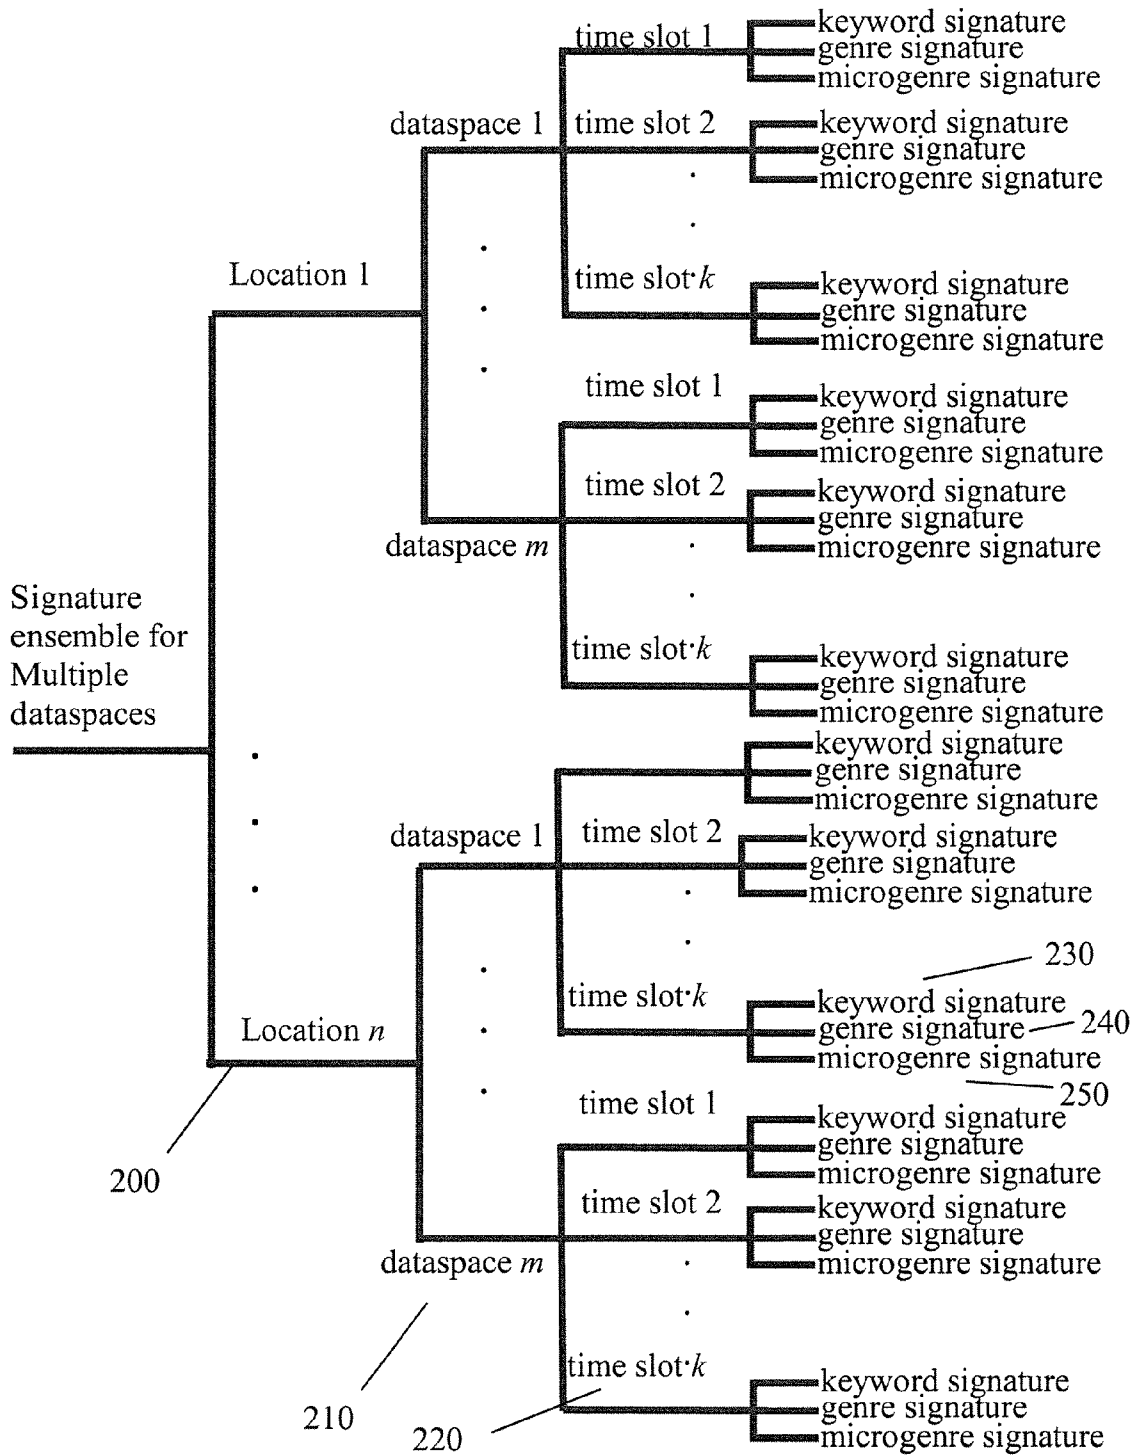 time slot 1
keyword signature
genre signature
microgenre signature
dataspace 1
time slot 2
keyword signature
genre signature
microgenre signature
Location 1
time slot k
keyword signature
genre signature
microgenre signature
time slot 1
keyword signature
genre signature
microgenre signature
time slot 2
keyword signature
genre signature
microgenre signature
dataspace m
Signature
ensemble for
Multiple
dataspaces
time slot k
keyword signature
genre signature
microgenre signature
keyword signature
genre signature
microgenre signature
dataspace 1
time slot 2
keyword signature
genre signature
microgenre signature
230
time slot k
keyword signature
genre signature
240
microgenre signature
250
Location n
200
time slot 1
keyword signature
genre signature
microgenre signature
time slot 2
keyword signature
genre signature
microgenre signature
dataspace m
210
time slot k
220
keyword signature
genre signature
microgenre signature